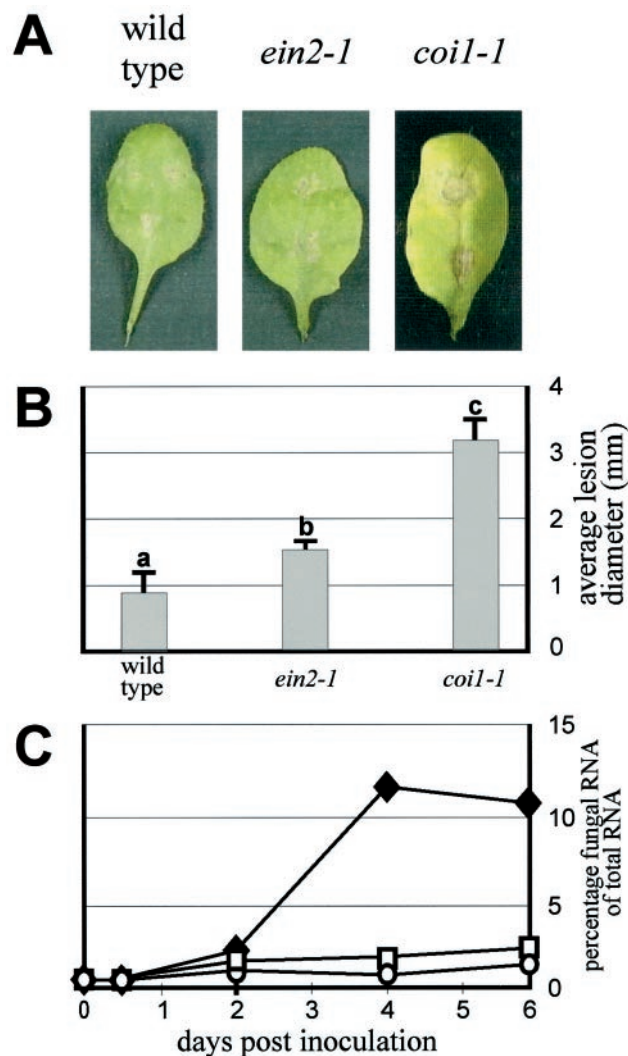 A
wild
type
ein2-1
coi1-1
B
a
b
c
4
3
2
1
0
average lesion
diameter (mm)
wild
type
ein2-1
coi1-1
C
15
10
5
0
percentage fungal RNA
of total RNA
0 1 2 3 4 5 6
days post inoculation